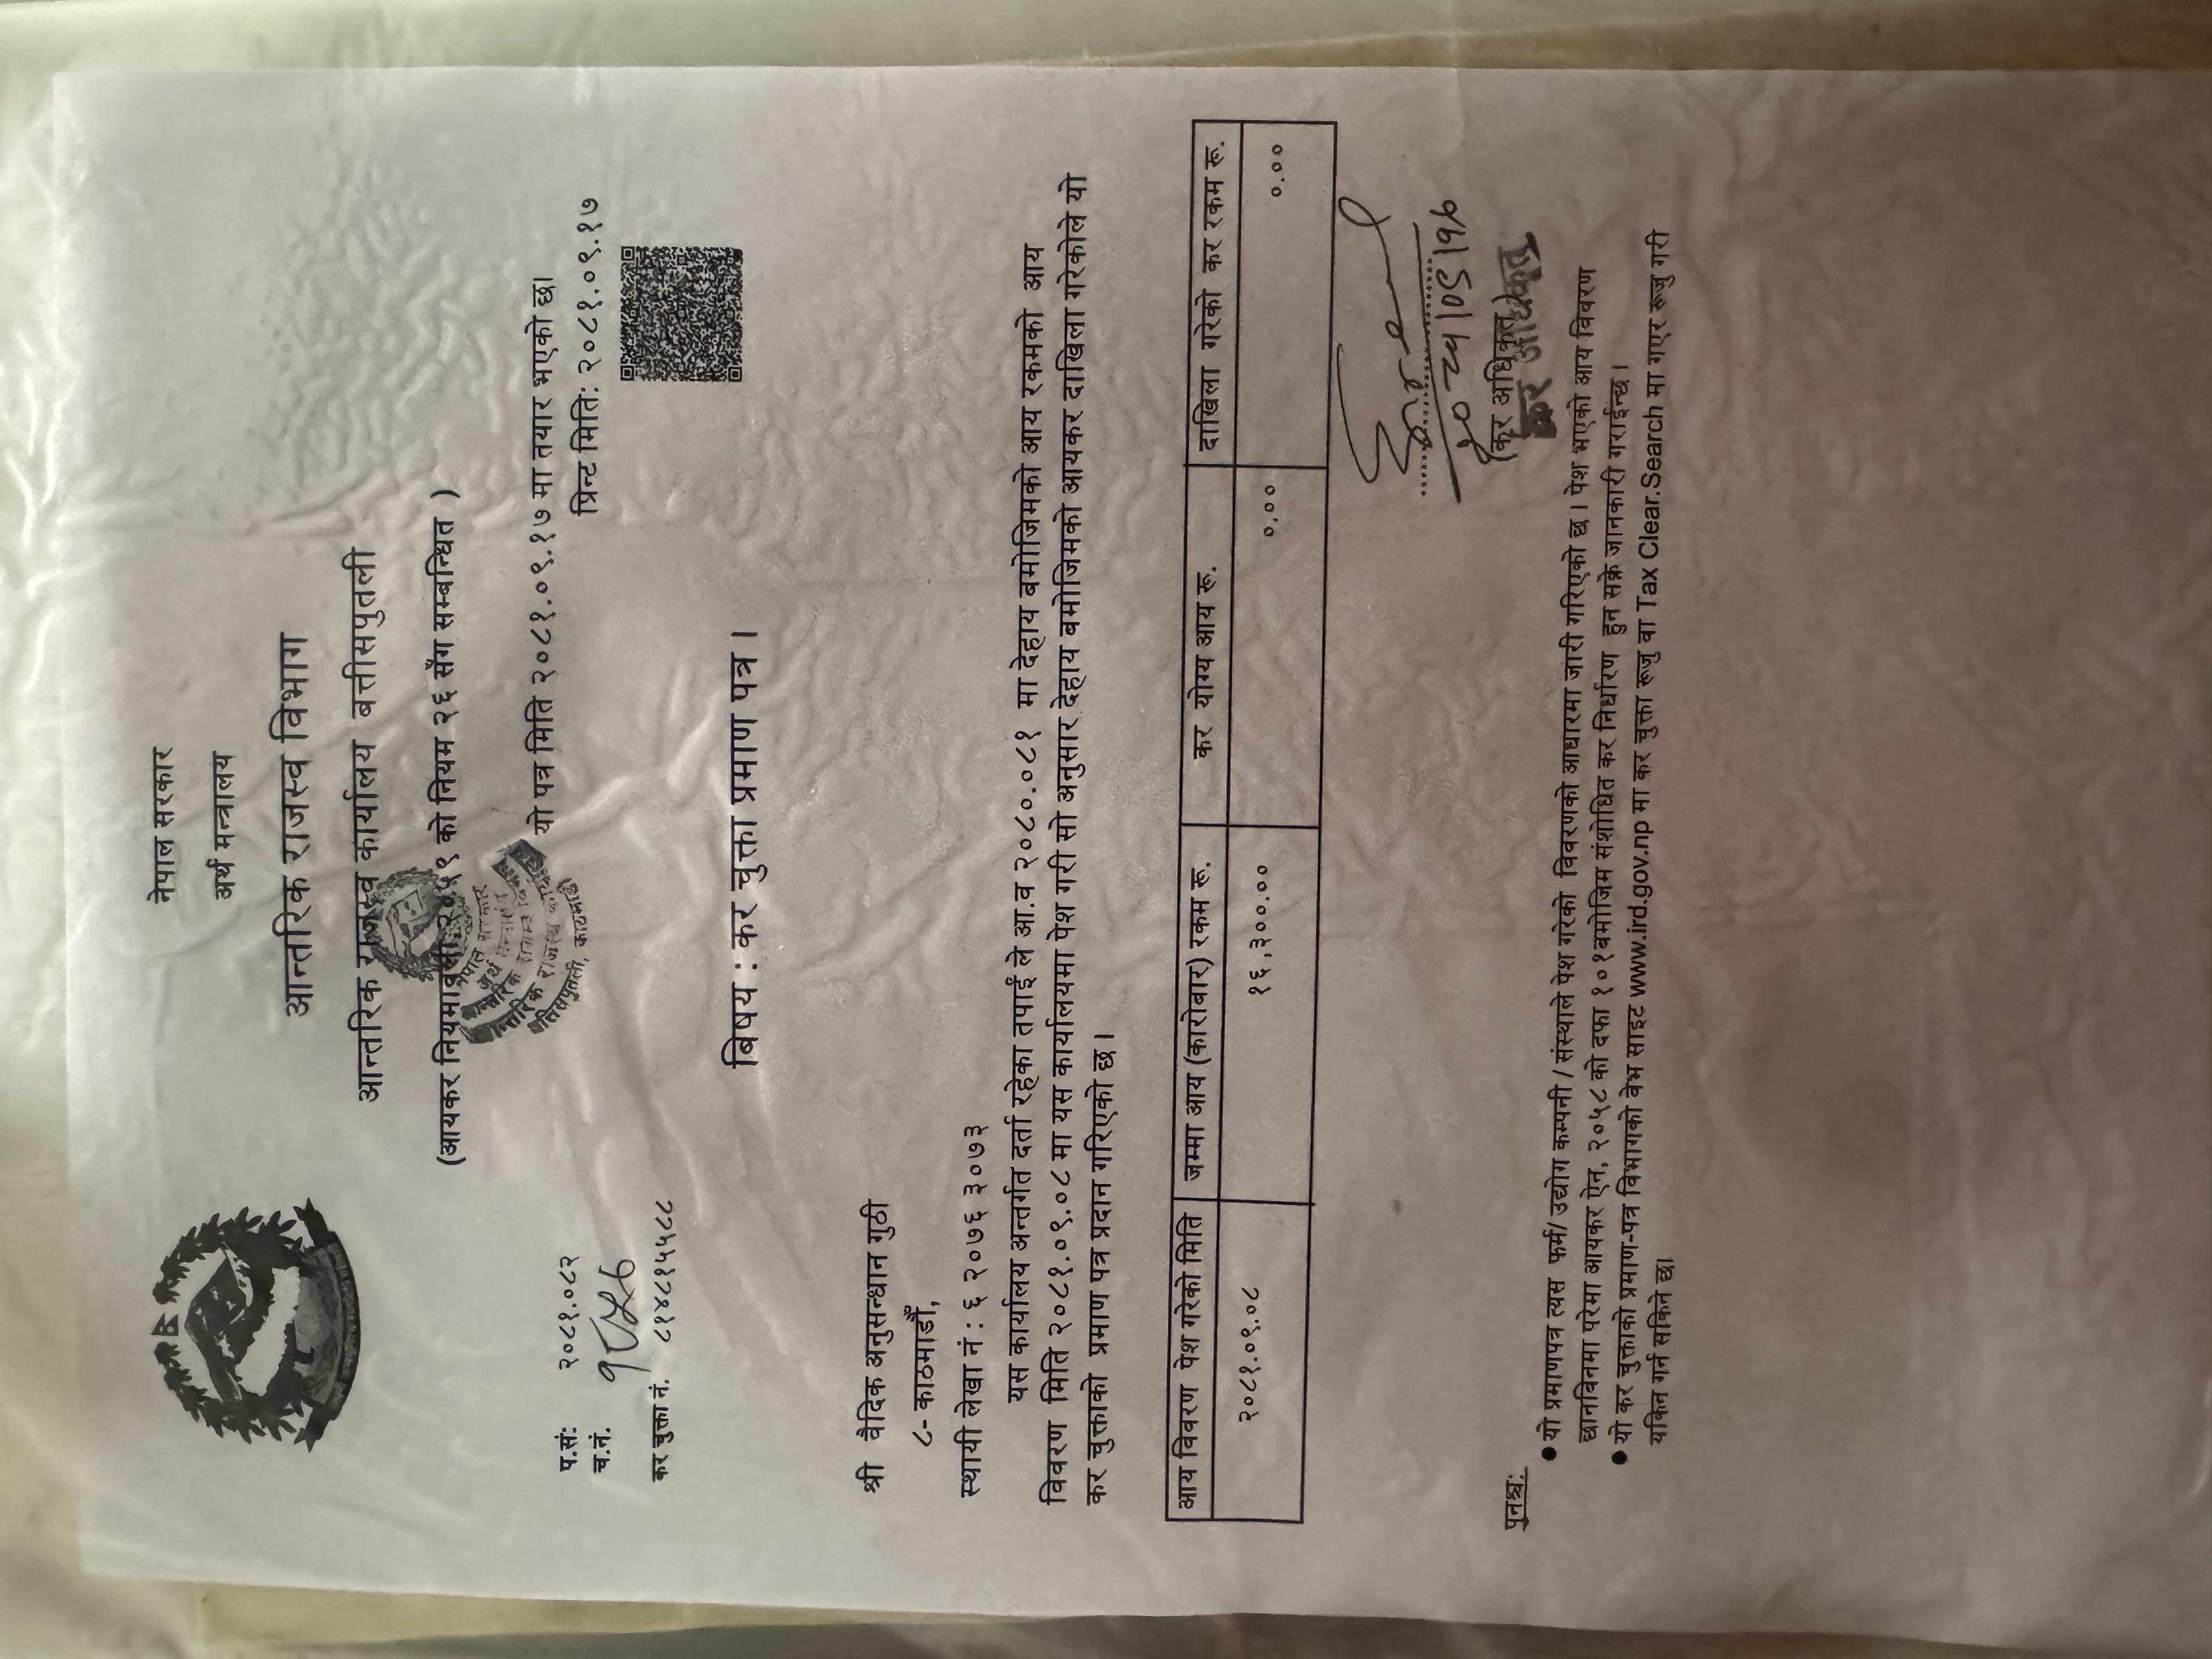 नेपाल सरकार
अर्थ मन्त्रालय
आन्तरिक राजस्व विभाग
आन्तरिक राजस्व कार्यालय बत्तीसपुतली
(आयकर नियमावली २०५९ को नियम २६ सँग सम्बन्धित )
यो पत्र मिति २०८१.०९.१७ मा तयार भएको छ।
प्रिन्ट मिति: २०८१.०९.१७
प.सं: २०८१.०८२
च.नं.
कर चुक्ता नं. ८१४८१५५८८
बिषय : कर चुक्ता प्रमाण पत्र ।
श्री वैदिक अनुसन्धान गुठी
८- काठमाडौं,
स्थायी लेखा नं : ६ २०७६ ३०७३
यस कार्यालय अन्तर्गत दर्ता रहेका तपाई ले आ.व २०८०.०८१ मा देहाय बमोजिमको आय रकमको आय
विवरण मिति २०८१.०९.०८ मा यस कार्यालयमा पेश गरी सो अनुसार देहाय बमोजिमको आयकर दाखिला गरेकोले यो
कर चुक्ताको प्रमाण पत्र प्रदान गरिएको छ ।
आय विवरण पेश गरेको मिति जम्मा आय (कारोवार) रकम रू. कर योग्य आय रू. दाखिला गरेको कर रकम रू.
२०८१.०९.०८ १६,३००.०० ०.०० ०.००
(कर अधिकृत)
कर अधिकृत
पुनश्च:
● यो प्रमाणपत्र त्यस फर्म/ उद्योग कम्पनी / संस्थाले पेश गरेको विवरणको आधारमा जारी गरिएको छ । पेश भएको आय विवरण
छानविनमा परेमा आयकर ऐन, २०५८ को दफा १०१बमोजिम संशोधित कर निर्धारण हुन सक्ने जानकारी गराईन्छ ।
● यो कर चुक्ताको प्रमाण-पत्र विभागको वेभ साइट www.ird.gov.np मा कर चुक्ता रूजु वा Tax Clear.Search मा गएर रूजु गरी
यकिन गर्न सकिने छ।